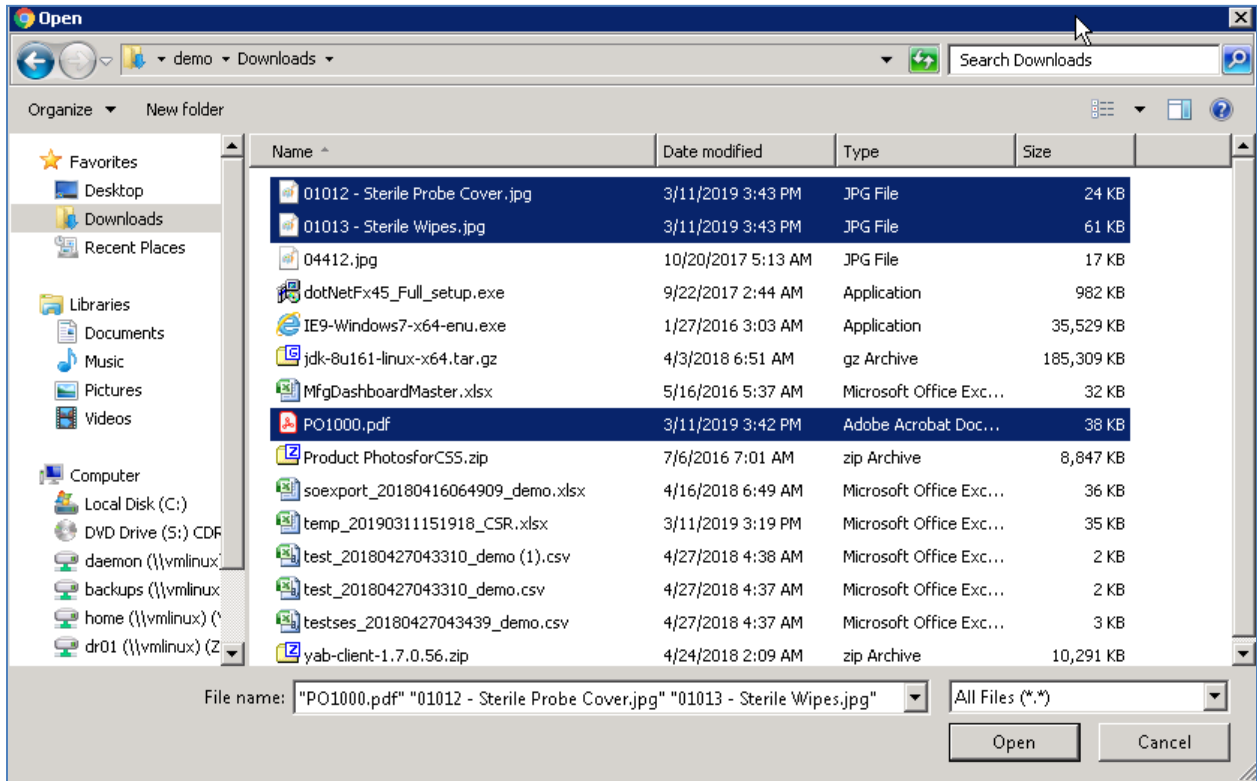 Open
demo Downloads
Search Downloads
Organize New folder
Favorites
Desktop
Downloads
Recent Places
Libraries
Documents
Music
Pictures
Videos
Computer
Local Disk (C:)
DVD Drive (S:) CDR
daemon (\\vmlinux)
backups (\\vmlinux
home (\\vmlinux) (
dr01 (\\vmlinux) (Z
Name Date modified Type Size
01012 - Sterile Probe Cover.jpg 3/11/2019 3:43 PM JPG File 24 KB
01013 - Sterile Wipes.jpg 3/11/2019 3:43 PM JPG File 61 KB
04412.jpg 10/20/2017 5:13 AM JPG File 17 KB
dotNetFx45_Full_setup.exe 9/22/2017 2:44 AM Application 982 KB
IE9-Windows7-x64-enu.exe 1/27/2016 3:03 AM Application 35,529 KB
jdk-8u161-linux-x64.tar.gz 4/3/2018 6:51 AM gz Archive 185,309 KB
MfgDashboardMaster.xlsx 5/16/2016 5:37 AM Microsoft Office Exc... 32 KB
PO1000.pdf 3/11/2019 3:42 PM Adobe Acrobat Doc... 38 KB
Product PhotosforCSS.zip 7/6/2016 7:01 AM zip Archive 8,847 KB
soexport_20180416064909_demo.xlsx 4/16/2018 6:49 AM Microsoft Office Exc... 36 KB
temp_20190311151918_CSR.xlsx 3/11/2019 3:19 PM Microsoft Office Exc... 35 KB
test_20180427043310_demo (1).csv 4/27/2018 4:38 AM Microsoft Office Exc... 2 KB
test_20180427043310_demo.csv 4/27/2018 4:37 AM Microsoft Office Exc... 2 KB
testses_20180427043439_demo.csv 4/27/2018 4:37 AM Microsoft Office Exc... 3 KB
yab-client-1.7.0.56.zip 4/24/2018 2:09 AM zip Archive 10,291 KB
File name: "PO1000.pdf" "01012 - Sterile Probe Cover.jpg" "01013 - Sterile Wipes.jpg" All Files (*.*)
Open Cancel